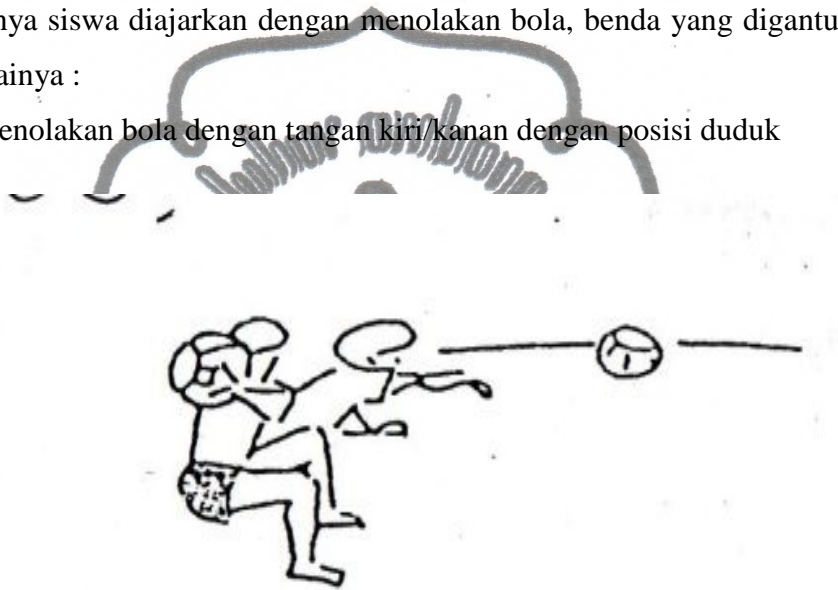 nya siswa diajarkan dengan menolakan bola, benda yang digantu
ainya :
enolakan bola dengan tangan kiri/kanan dengan posisi duduk